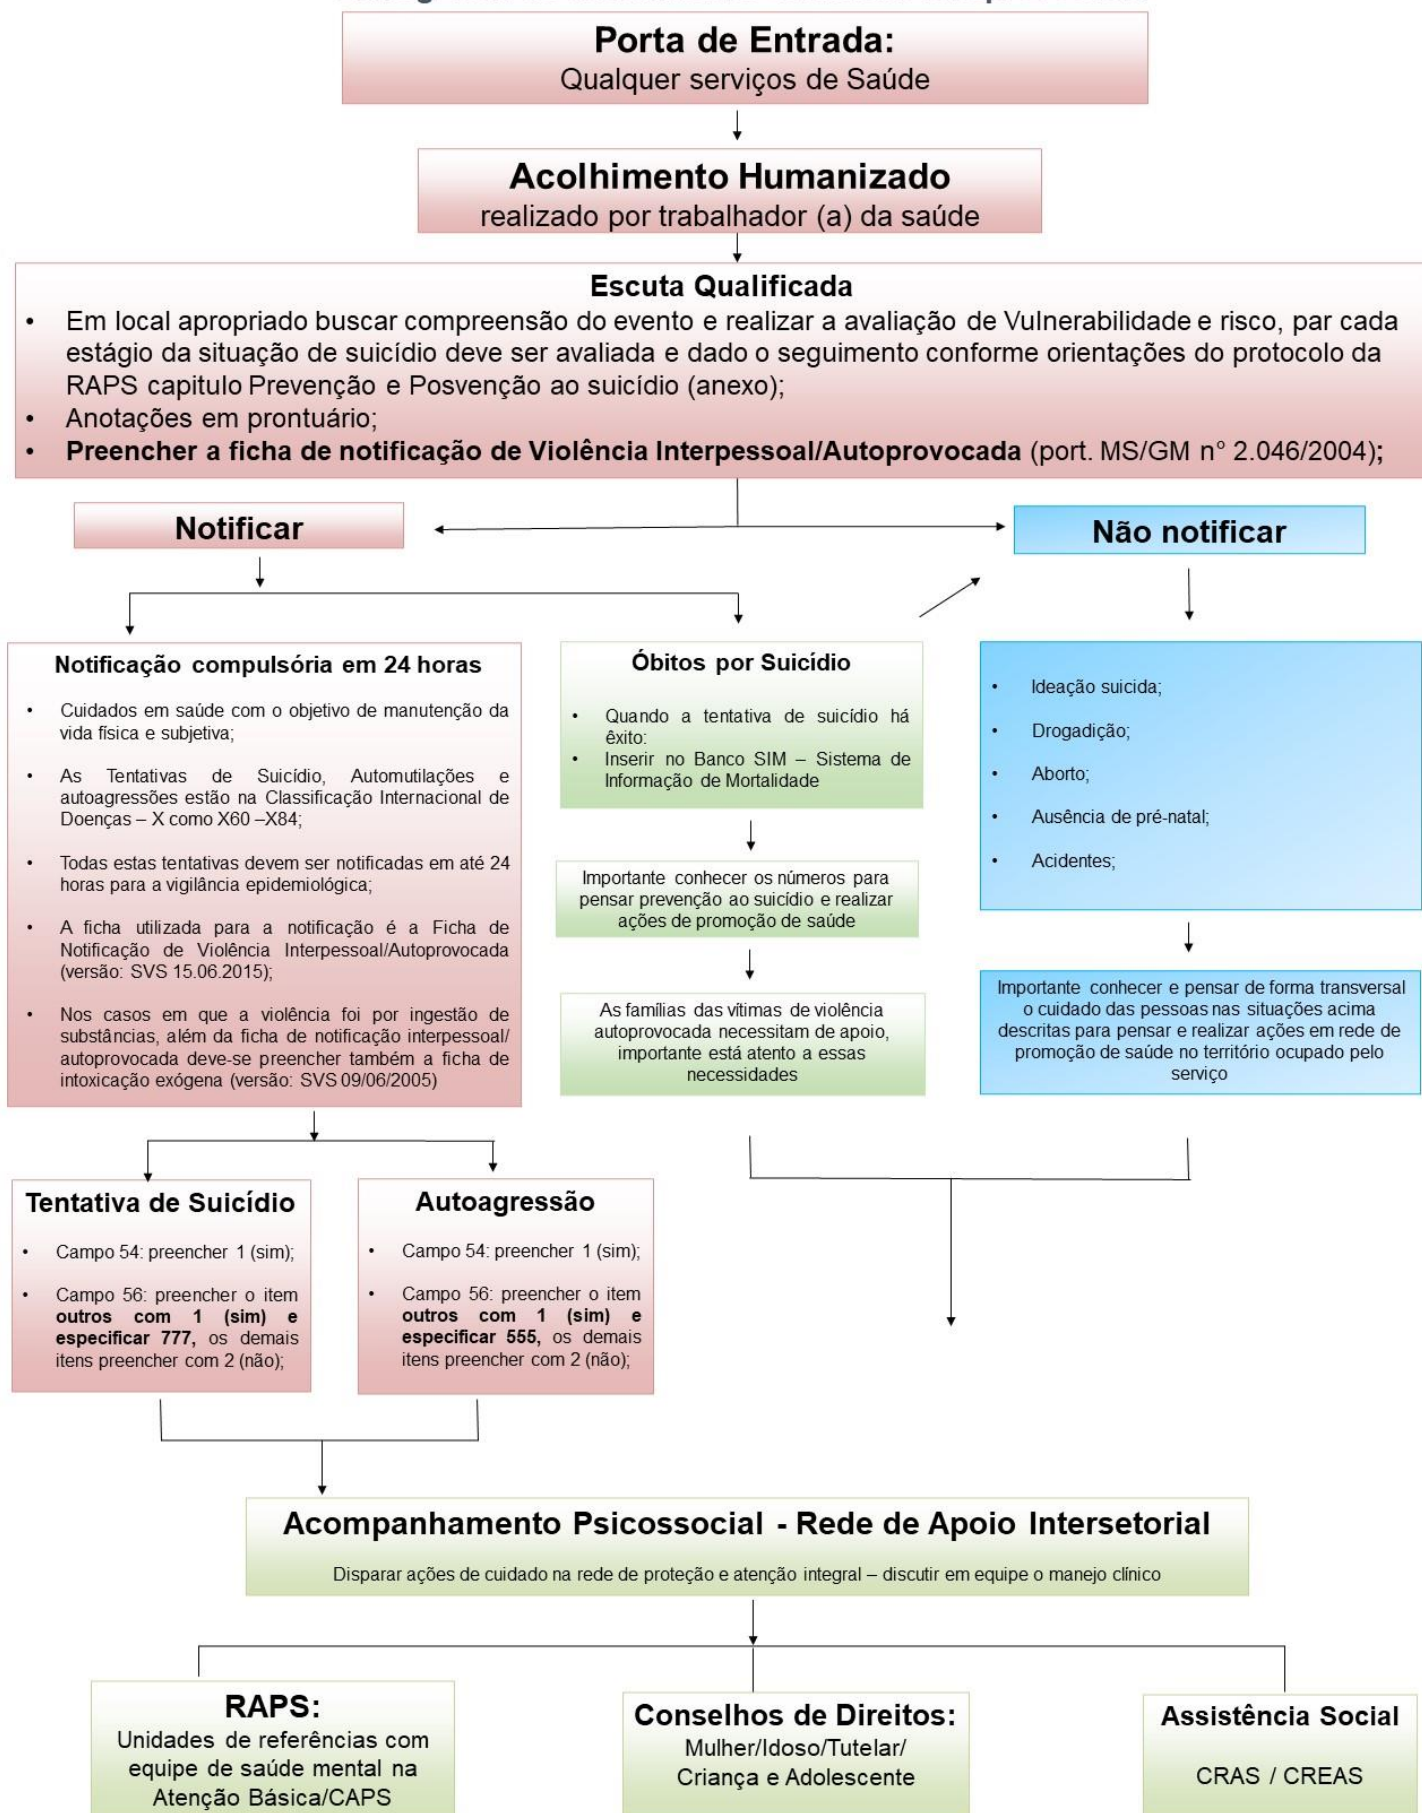 Porta de Entrada:
Qualquer serviços de Saúde
Acolhimento Humanizado
realizado por trabalhador (a) da saúde
Escuta Qualificada
• Em local apropriado buscar compreensão do evento e realizar a avaliação de Vulnerabilidade e risco, par cada
estágio da situação de suicídio deve ser avaliada e dado o seguimento conforme orientações do protocolo da
RAPS capitulo Prevenção e Posvenção ao suicídio (anexo);
• Anotações em prontuário;
• Preencher a ficha de notificação de Violência Interpessoal/Autoprovocada (port. MS/GM n° 2.046/2004);
Notificar
Não notificar
Notificação compulsória em 24 horas
• Cuidados em saúde com o objetivo de manutenção da
vida física e subjetiva;
• As Tentativas de Suicídio, Automutilações e
autoagressões estão na Classificação Internacional de
Doenças – X como X60 –X84;
• Todas estas tentativas devem ser notificadas em até 24
horas para a vigilância epidemiológica;
• A ficha utilizada para a notificação é a Ficha de
Notificação de Violência Interpessoal/Autoprovocada
(versão: SVS 15.06.2015);
• Nos casos em que a violência foi por ingestão de
substâncias, além da ficha de notificação interpessoal/
autoprovocada deve-se preencher também a ficha de
intoxicação exógena (versão: SVS 09/06/2005)
Óbitos por Suicídio
• Quando a tentativa de suicídio há
êxito:
• Inserir no Banco SIM – Sistema de
Informação de Mortalidade
Importante conhecer os números para
pensar prevenção ao suicídio e realizar
ações de promoção de saúde
As famílias das vítimas de violência
autoprovocada necessitam de apoio,
importante está atento a essas
necessidades
• Ideação suicida;
• Drogadição;
• Aborto;
• Ausência de pré-natal;
• Acidentes;
Importante conhecer e pensar de forma transversal
o cuidado das pessoas nas situações acima
descritas para pensar e realizar ações em rede de
promoção de saúde no território ocupado pelo
serviço
Tentativa de Suicídio
• Campo 54: preencher 1 (sim);
• Campo 56: preencher o item
outros com 1 (sim) e
especificar 777, os demais
itens preencher com 2 (não);
Autoagressão
• Campo 54: preencher 1 (sim);
• Campo 56: preencher o item
outros com 1 (sim) e
especificar 555, os demais
itens preencher com 2 (não);
Acompanhamento Psicossocial - Rede de Apoio Intersetorial
Disparar ações de cuidado na rede de proteção e atenção integral – discutir em equipe o manejo clínico
RAPS:
Unidades de referências com
equipe de saúde mental na
Atenção Básica/CAPS
Conselhos de Direitos:
Mulher/Idoso/Tutelar/
Criança e Adolescente
Assistência Social
CRAS / CREAS